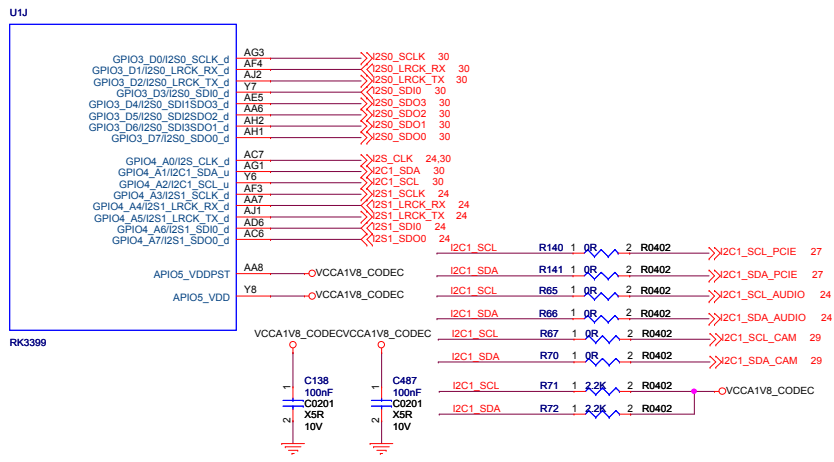 U1J
GPIO3_D0/I2S0_SCLK_d AG3 I2S0_SCLK 30
GPIO3_D1/I2S0_LRCK_RX_d AF4 I2S0_LRCK_RX 30
GPIO3_D2/I2S0_LRCK_TX_d AJ2 I2S0_LRCK_TX 30
GPIO3_D3/I2S0_SDI0_d Y7 I2S0_SDI0 30
GPIO3_D4/I2S0_SDI1SDO3_d AE5 I2S0_SDO3 30
GPIO3_D5/I2S0_SDI2SDO2_d AA6 I2S0_SDO2 30
GPIO3_D6/I2S0_SDI3SDO1_d AH2 I2S0_SDO1 30
GPIO3_D7/I2S0_SDO0_d AH1 I2S0_SDO0 30
GPIO4_A0/I2S_CLK_d AC7 I2S_CLK 24,30
GPIO4_A1/I2C1_SDA_u AG1 I2C1_SDA 30
GPIO4_A2/I2C1_SCL_u Y6 I2C1_SCL 30
GPIO4_A3/I2S1_SCLK_d AF3 I2S1_SCLK 24
GPIO4_A4/I2S1_LRCK_RX_d AA7 I2S1_LRCK_RX 24
GPIO4_A5/I2S1_LRCK_TX_d AJ1 I2S1_LRCK_TX 24
GPIO4_A6/I2S1_SDI0_d AD6 I2S1_SDI0 24
GPIO4_A7/I2S1_SDO0_d AC6 I2S1_SDO0 24
APIO5_VDDPST AA8 VCCA1V8_CODEC
APIO5_VDD Y8 VCCA1V8_CODEC
RK3399
I2C1_SCL R140 1 0R 2 R0402 I2C1_SCL_PCIE 27
I2C1_SDA R141 1 0R 2 R0402 I2C1_SDA_PCIE 27
I2C1_SCL R65 1 0R 2 R0402 I2C1_SCL_AUDIO 24
I2C1_SDA R66 1 0R 2 R0402 I2C1_SDA_AUDIO 24
I2C1_SCL R67 1 0R 2 R0402 I2C1_SCL_CAM 29
I2C1_SDA R70 1 0R 2 R0402 I2C1_SDA_CAM 29
I2C1_SCL R71 1 2.2K 2 R0402 VCCA1V8_CODEC
I2C1_SDA R72 1 2.2K 2 R0402
VCCA1V8_CODEC
1
2
C138
100nF
C0201
X5R
10V
VCCA1V8_CODEC
1
2
C487
100nF
C0201
X5R
10V